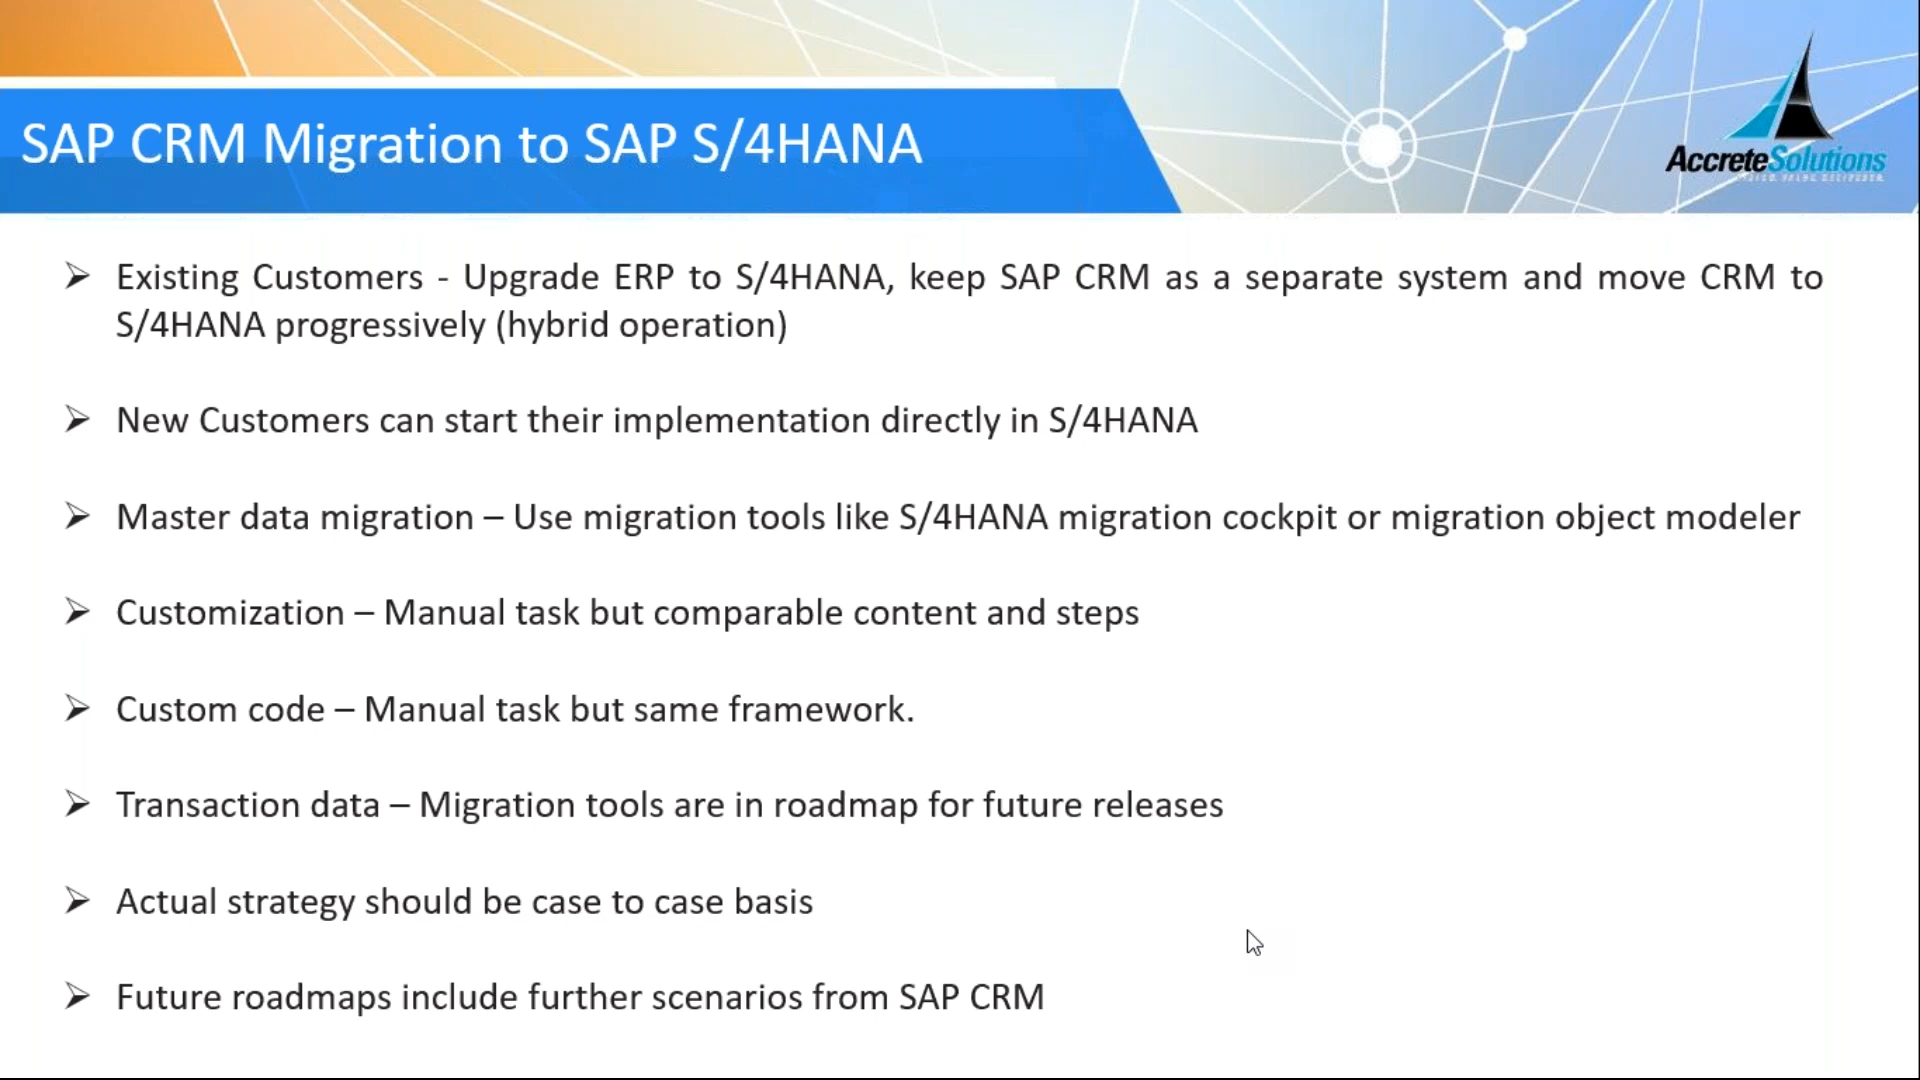 SAP CRM Migration to SAP S/4HANA
AccreteSolutions
➢ Existing Customers - Upgrade ERP to S/4HANA, keep SAP CRM as a separate system and move CRM to
S/4HANA progressively (hybrid operation)
➢ New Customers can start their implementation directly in S/4HANA
➢ Master data migration – Use migration tools like S/4HANA migration cockpit or migration object modeler
➢ Customization – Manual task but comparable content and steps
➢ Custom code – Manual task but same framework.
➢ Transaction data – Migration tools are in roadmap for future releases
➢ Actual strategy should be case to case basis
➢ Future roadmaps include further scenarios from SAP CRM